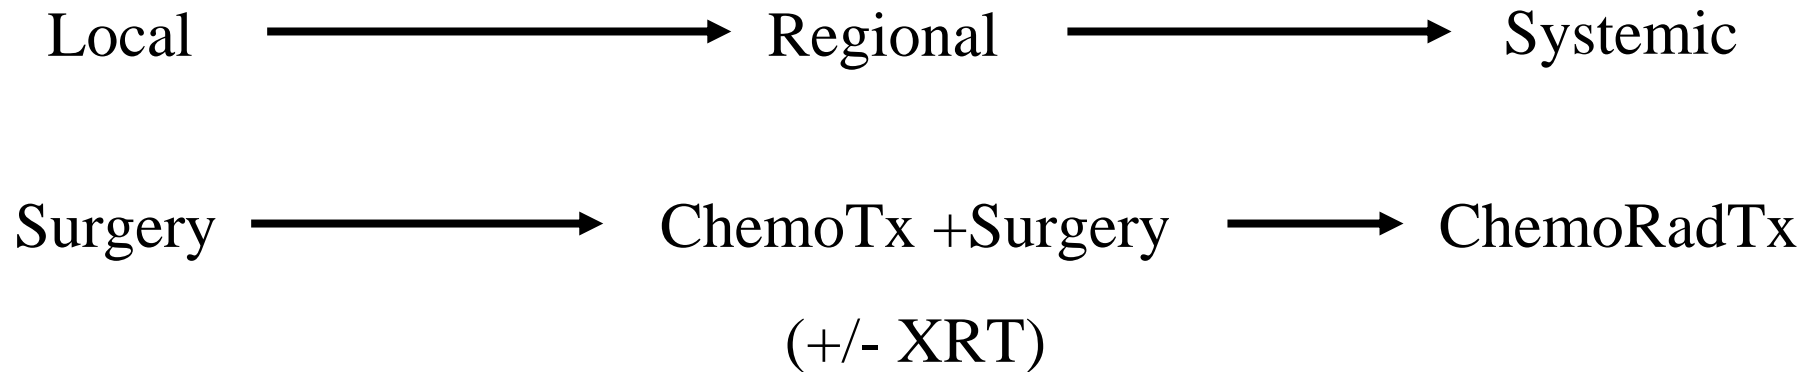 Local Regional Systemic
Surgery ChemoTx +Surgery ChemoRadTx
(+/- XRT)